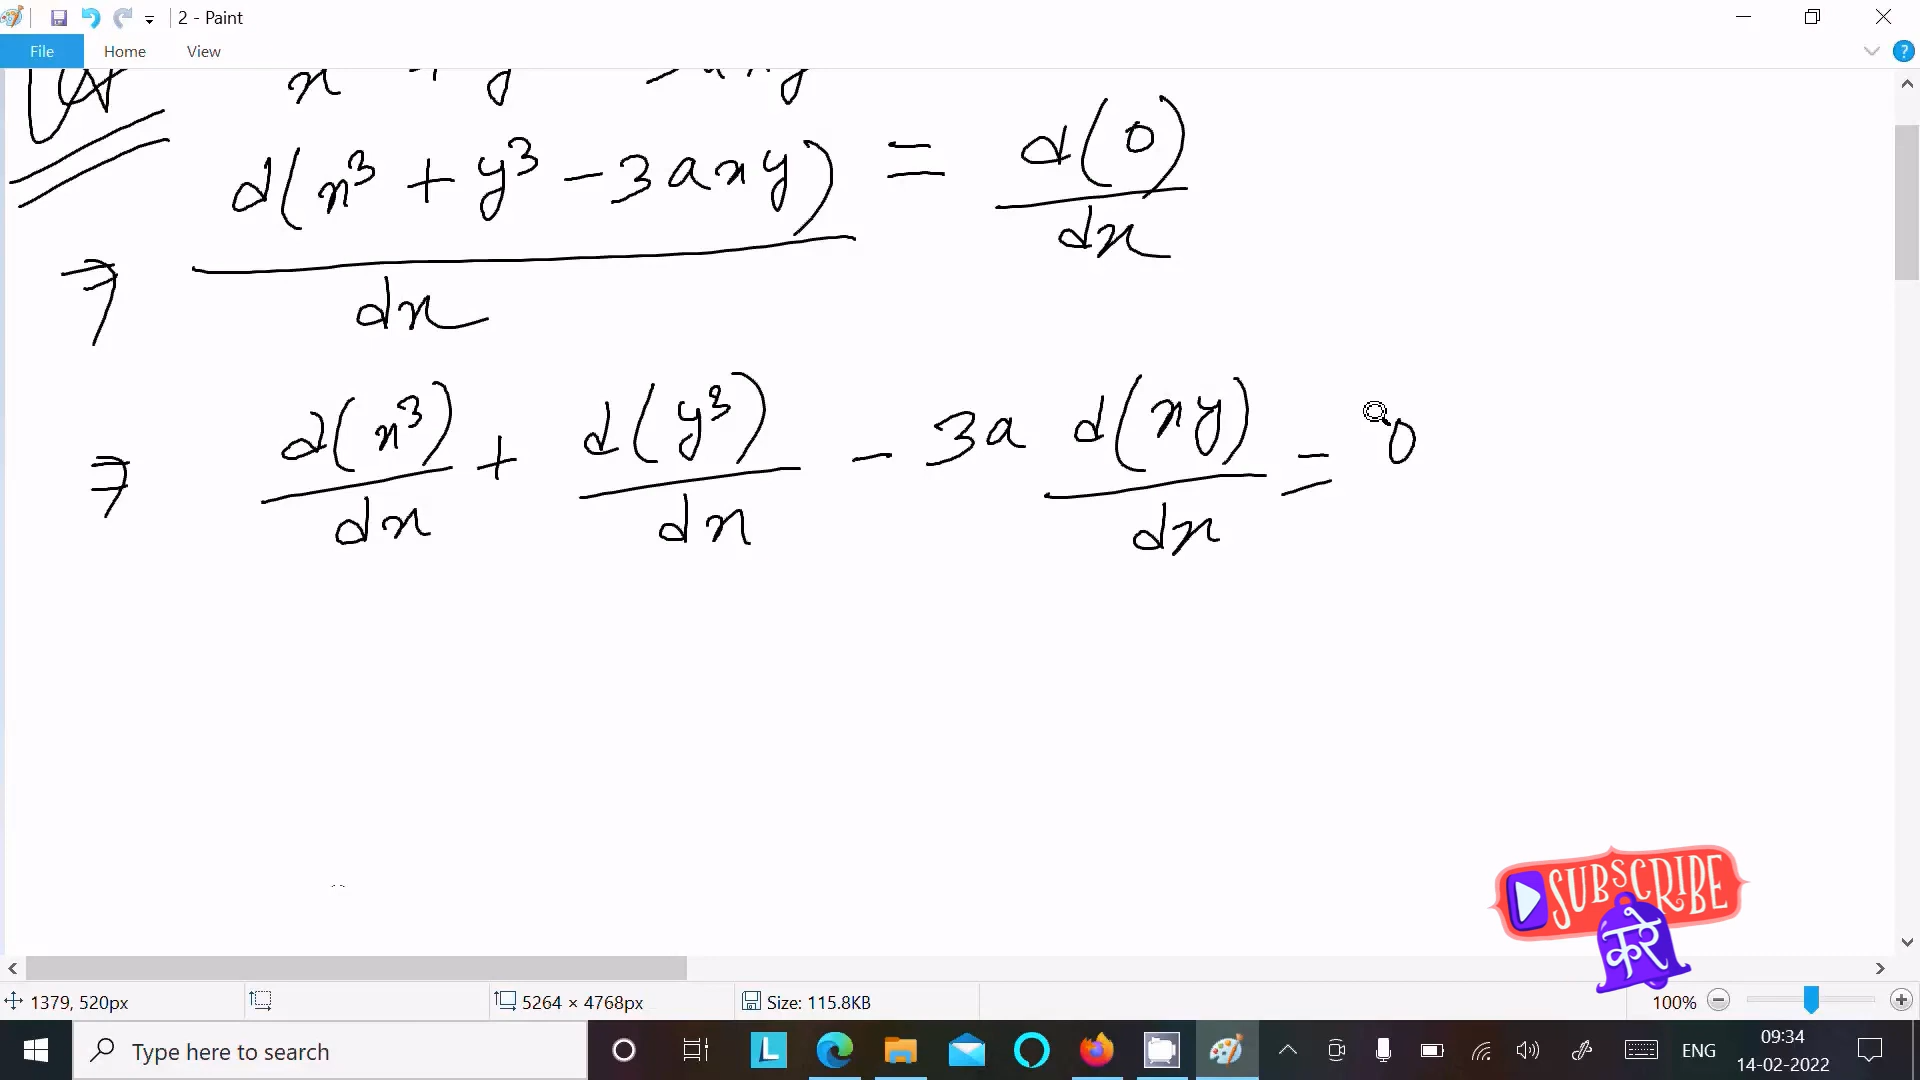 2 - Paint
File Home View
x + y - 3axy
d(x³ + y³ - 3axy) = d(0)
dx dx
⇒
d(x³) + d(y³) - 3a d(xy) = 0
⇒ dx dx dx
SUBSCRIBE
करे
1379, 520px 5264 × 4768px Size: 115.8KB 100%
Type here to search L ENG 09:34
14-02-2022